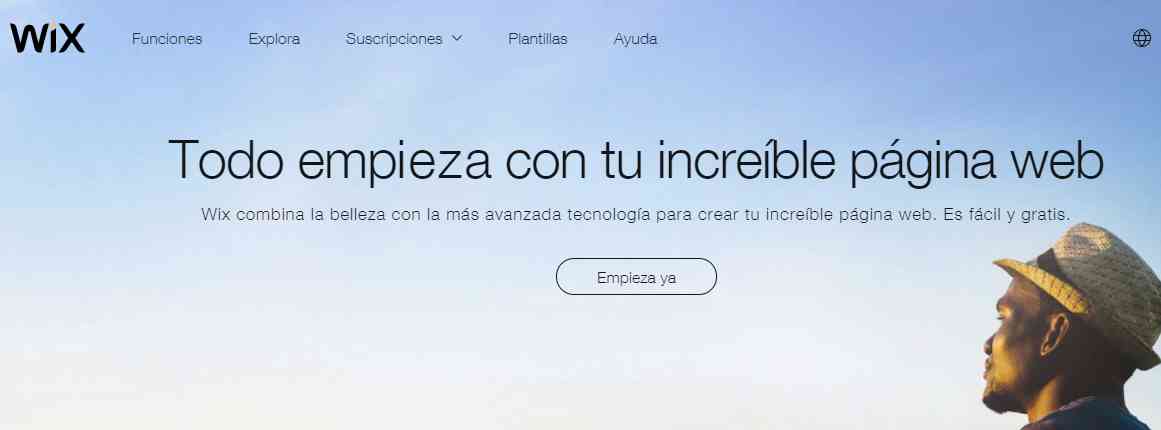 WiX
Funciones Explora Suscripciones Plantillas Ayuda
Todo empieza con tu increíble página web
Wix combina la belleza con la más avanzada tecnología para crear tu increíble página web. Es fácil y gratis.
Empieza ya